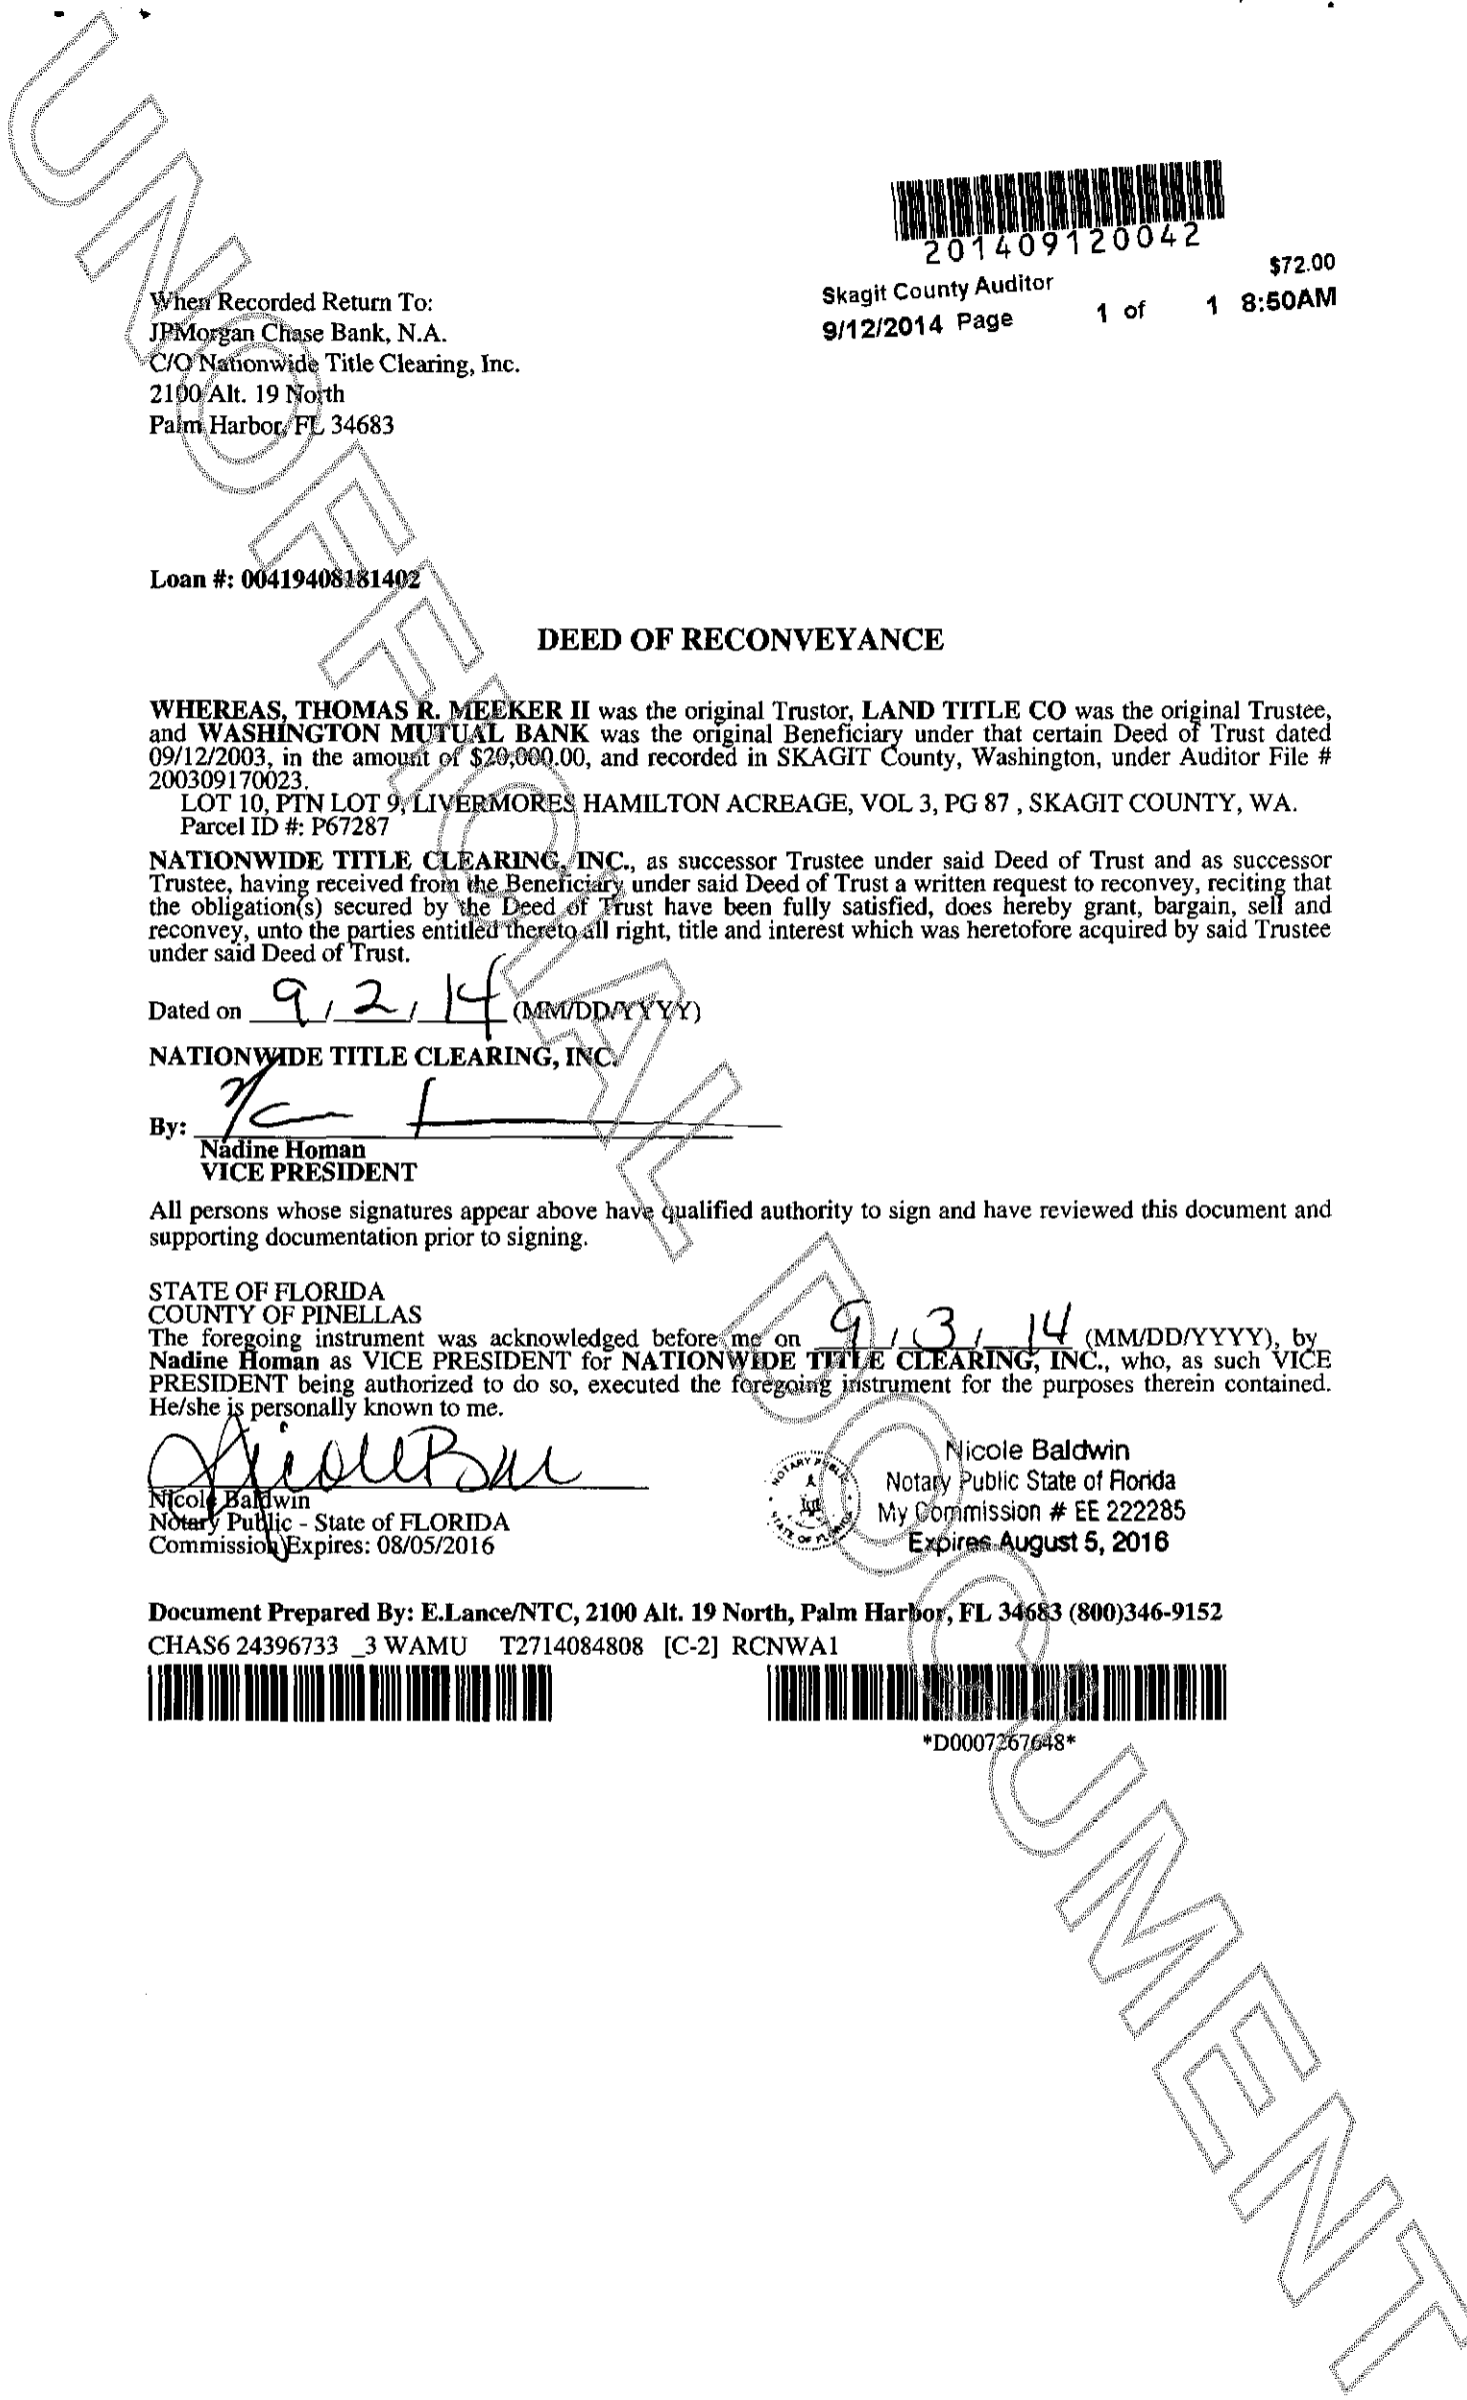 201409120042
Skagit County Auditor $72.00
9/12/2014 Page 1 of 1 8:50AM
When Recorded Return To:
JPMorgan Chase Bank, N.A.
C/O Nationwide Title Clearing, Inc.
2100 Alt. 19 North
Palm Harbor, FL 34683
Loan #: 00419408181402
DEED OF RECONVEYANCE
WHEREAS, THOMAS R. MEEKER II was the original Trustor, LAND TITLE CO was the original Trustee,
and WASHINGTON MUTUAL BANK was the original Beneficiary under that certain Deed of Trust dated
09/12/2003, in the amount of $20,000.00, and recorded in SKAGIT County, Washington, under Auditor File #
200309170023.
LOT 10, PTN LOT 9, LIVERMORES HAMILTON ACREAGE, VOL 3, PG 87 , SKAGIT COUNTY, WA.
Parcel ID #: P67287
NATIONWIDE TITLE CLEARING, INC., as successor Trustee under said Deed of Trust and as successor
Trustee, having received from the Beneficiary under said Deed of Trust a written request to reconvey, reciting that
the obligation(s) secured by the Deed of Trust have been fully satisfied, does hereby grant, bargain, sell and
reconvey, unto the parties entitled thereto all right, title and interest which was heretofore acquired by said Trustee
under said Deed of Trust.
Dated on 9 / 2 / 14 (MM/DD/YYYY)
NATIONWIDE TITLE CLEARING, INC.
By:
Nadine Homan
VICE PRESIDENT
All persons whose signatures appear above have qualified authority to sign and have reviewed this document and
supporting documentation prior to signing.
STATE OF FLORIDA
COUNTY OF PINELLAS
The foregoing instrument was acknowledged before me on 9 / 3 / 14 (MM/DD/YYYY), by
Nadine Homan as VICE PRESIDENT for NATIONWIDE TITLE CLEARING, INC., who, as such VICE
PRESIDENT being authorized to do so, executed the foregoing instrument for the purposes therein contained.
He/she is personally known to me.
Nicole Baldwin
Notary Public - State of FLORIDA
Commission Expires: 08/05/2016
NOTARY PUBLIC
STATE OF FLORIDA
Nicole Baldwin
Notary Public State of Florida
My Commission # EE 222285
Expires August 5, 2016
Document Prepared By: E.Lance/NTC, 2100 Alt. 19 North, Palm Harbor, FL 34683 (800)346-9152
CHAS6 24396733 _3 WAMU T2714084808 [C-2] RCNWA1
*D0007267648*
UNOFFICIAL DOCUMENT